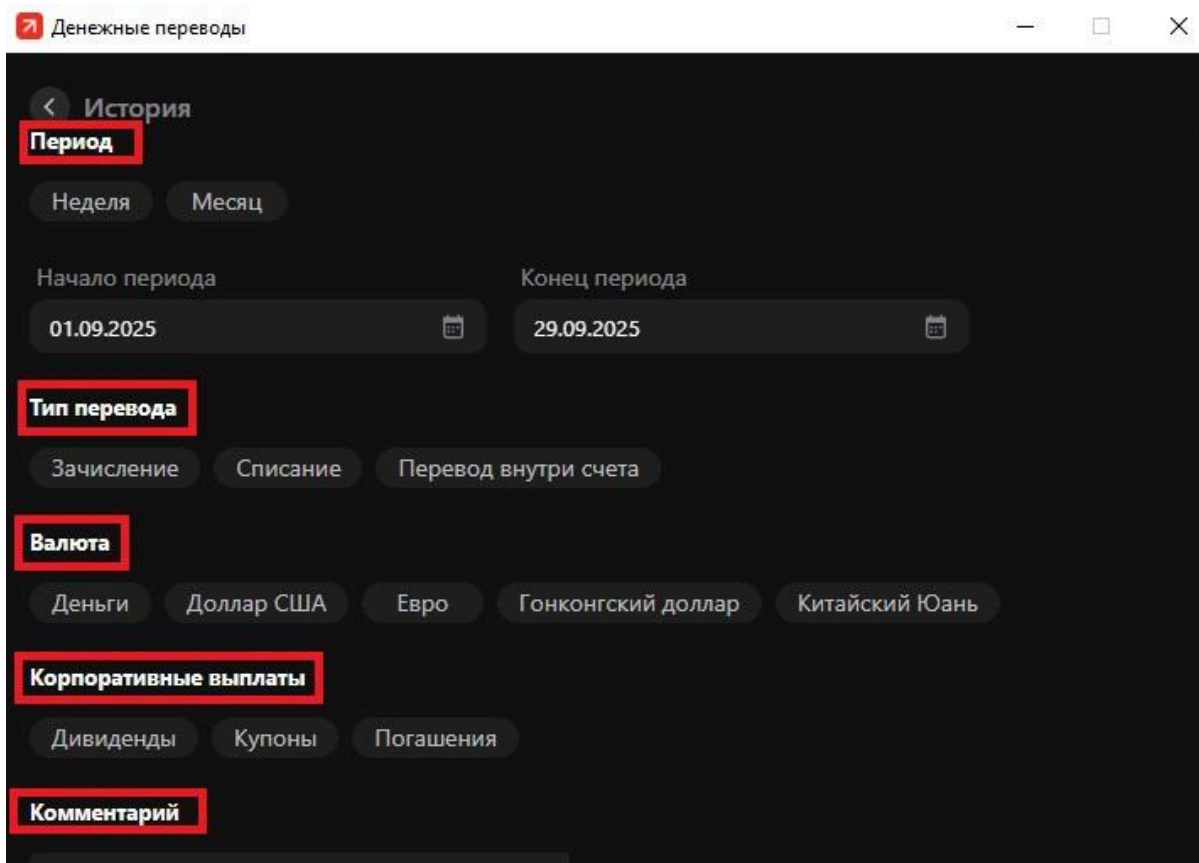 Денежные переводы
История
Период
Неделя Месяц
Начало периода Конец периода
01.09.2025 29.09.2025
Тип перевода
Зачисление Списание Перевод внутри счета
Валюта
Деньги Доллар США Евро Гонконгский доллар Китайский Юань
Корпоративные выплаты
Дивиденды Купоны Погашения
Комментарий